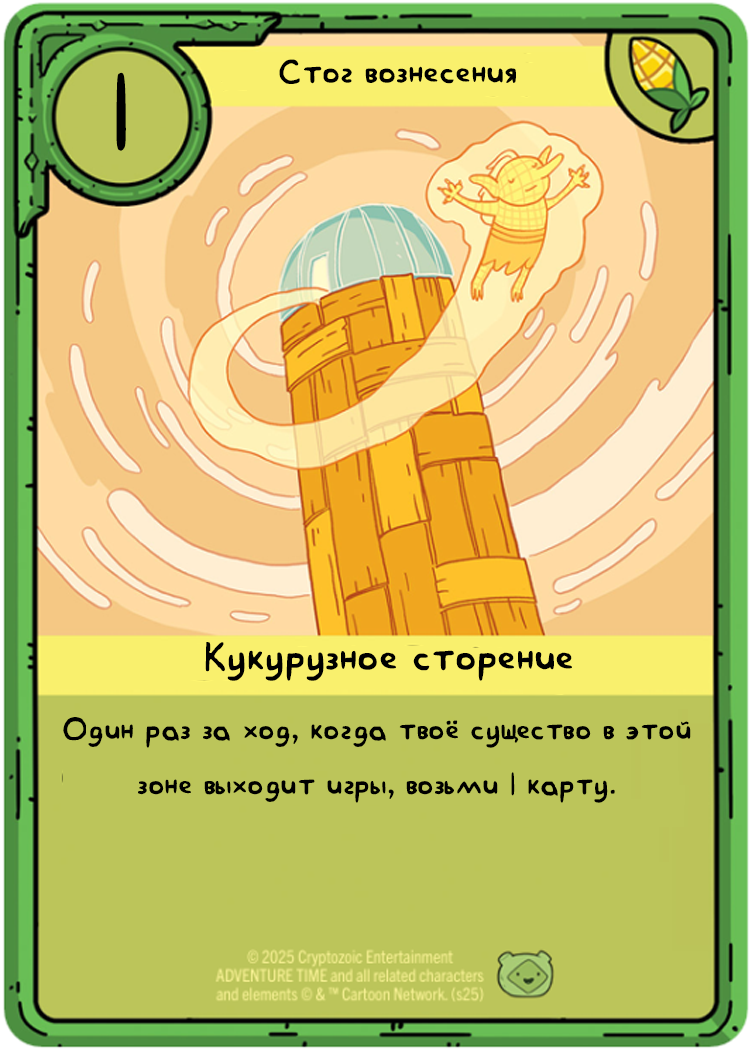 1
Стог вознесения
Кукурузное сторение
Один раз за ход, когда твоё существо в этой
зоне выходит игры, возьми 1 карту.
© 2025 Cryptozoic Entertainment
ADVENTURE TIME and all related characters
and elements © & ™ Cartoon Network. (s25)